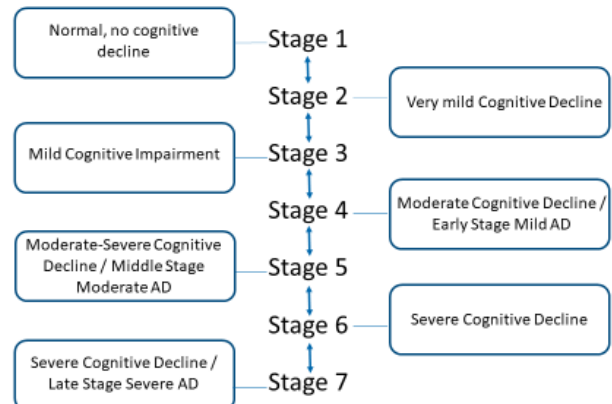 Normal, no cognitive
decline
Stage 1
Stage 2
Very mild Cognitive Decline
Mild Cognitive Impairment
Stage 3
Stage 4
Moderate Cognitive Decline /
Early Stage Mild AD
Moderate-Severe Cognitive
Decline / Middle Stage
Moderate AD
Stage 5
Stage 6
Severe Cognitive Decline
Severe Cognitive Decline /
Late Stage Severe AD
Stage 7